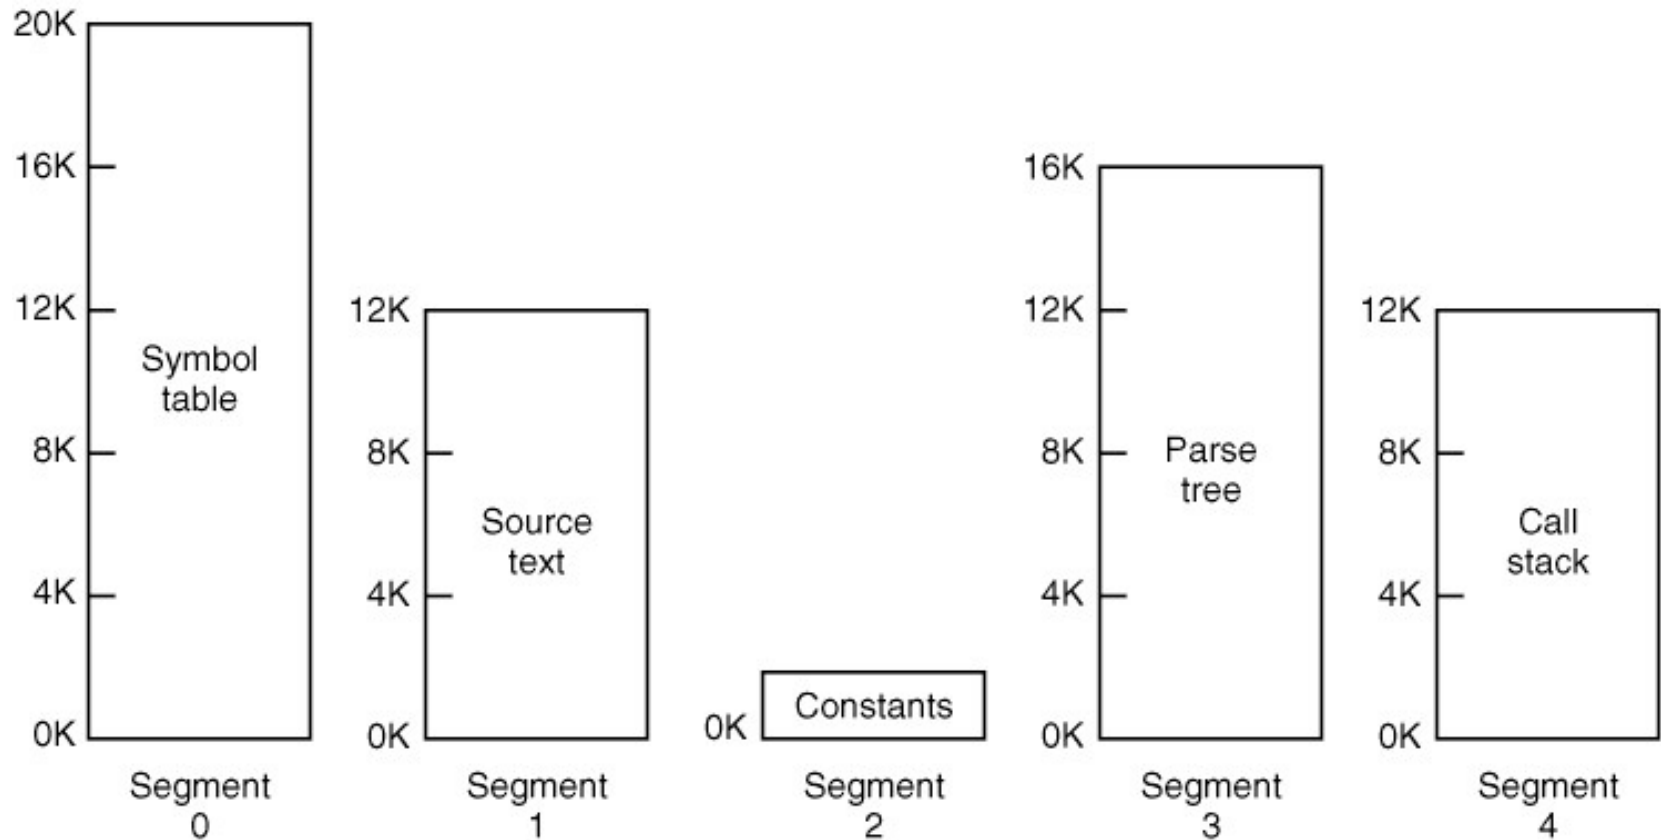 20K
16K
12K
8K
4K
0K
Symbol
table
Segment
0
12K
8K
4K
0K
Source
text
Segment
1
0K
Constants
Segment
2
16K
12K
8K
4K
0K
Parse
tree
Segment
3
12K
8K
4K
0K
Call
stack
Segment
4